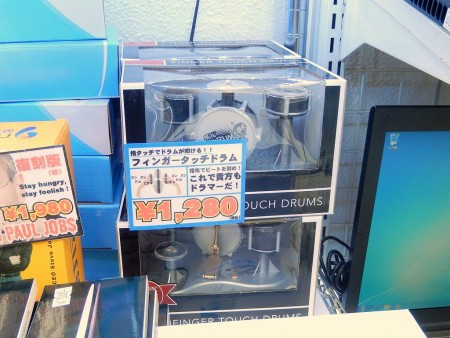 復刻版
Stay hungry,
stay foolish!
¥1,980
PAUL JOBS
指タッチでドラムが叩ける!!
フィンガータッチドラム
指先でビートを刻め!
これで貴方も
ドラマーだ!
¥1,280
TOUCH DRUMS
FINGER TOUCH DRUMS